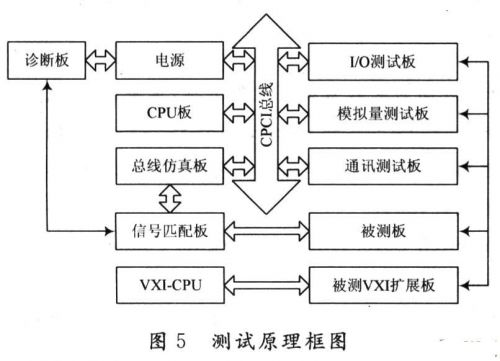 诊断板 电源 I/O测试板
CPU板 CPCI总线 模拟量测试板
总线仿真板 通讯测试板
信号匹配板 被测板
VXI-CPU 被测VXI扩展板
图 5 测试原理框图